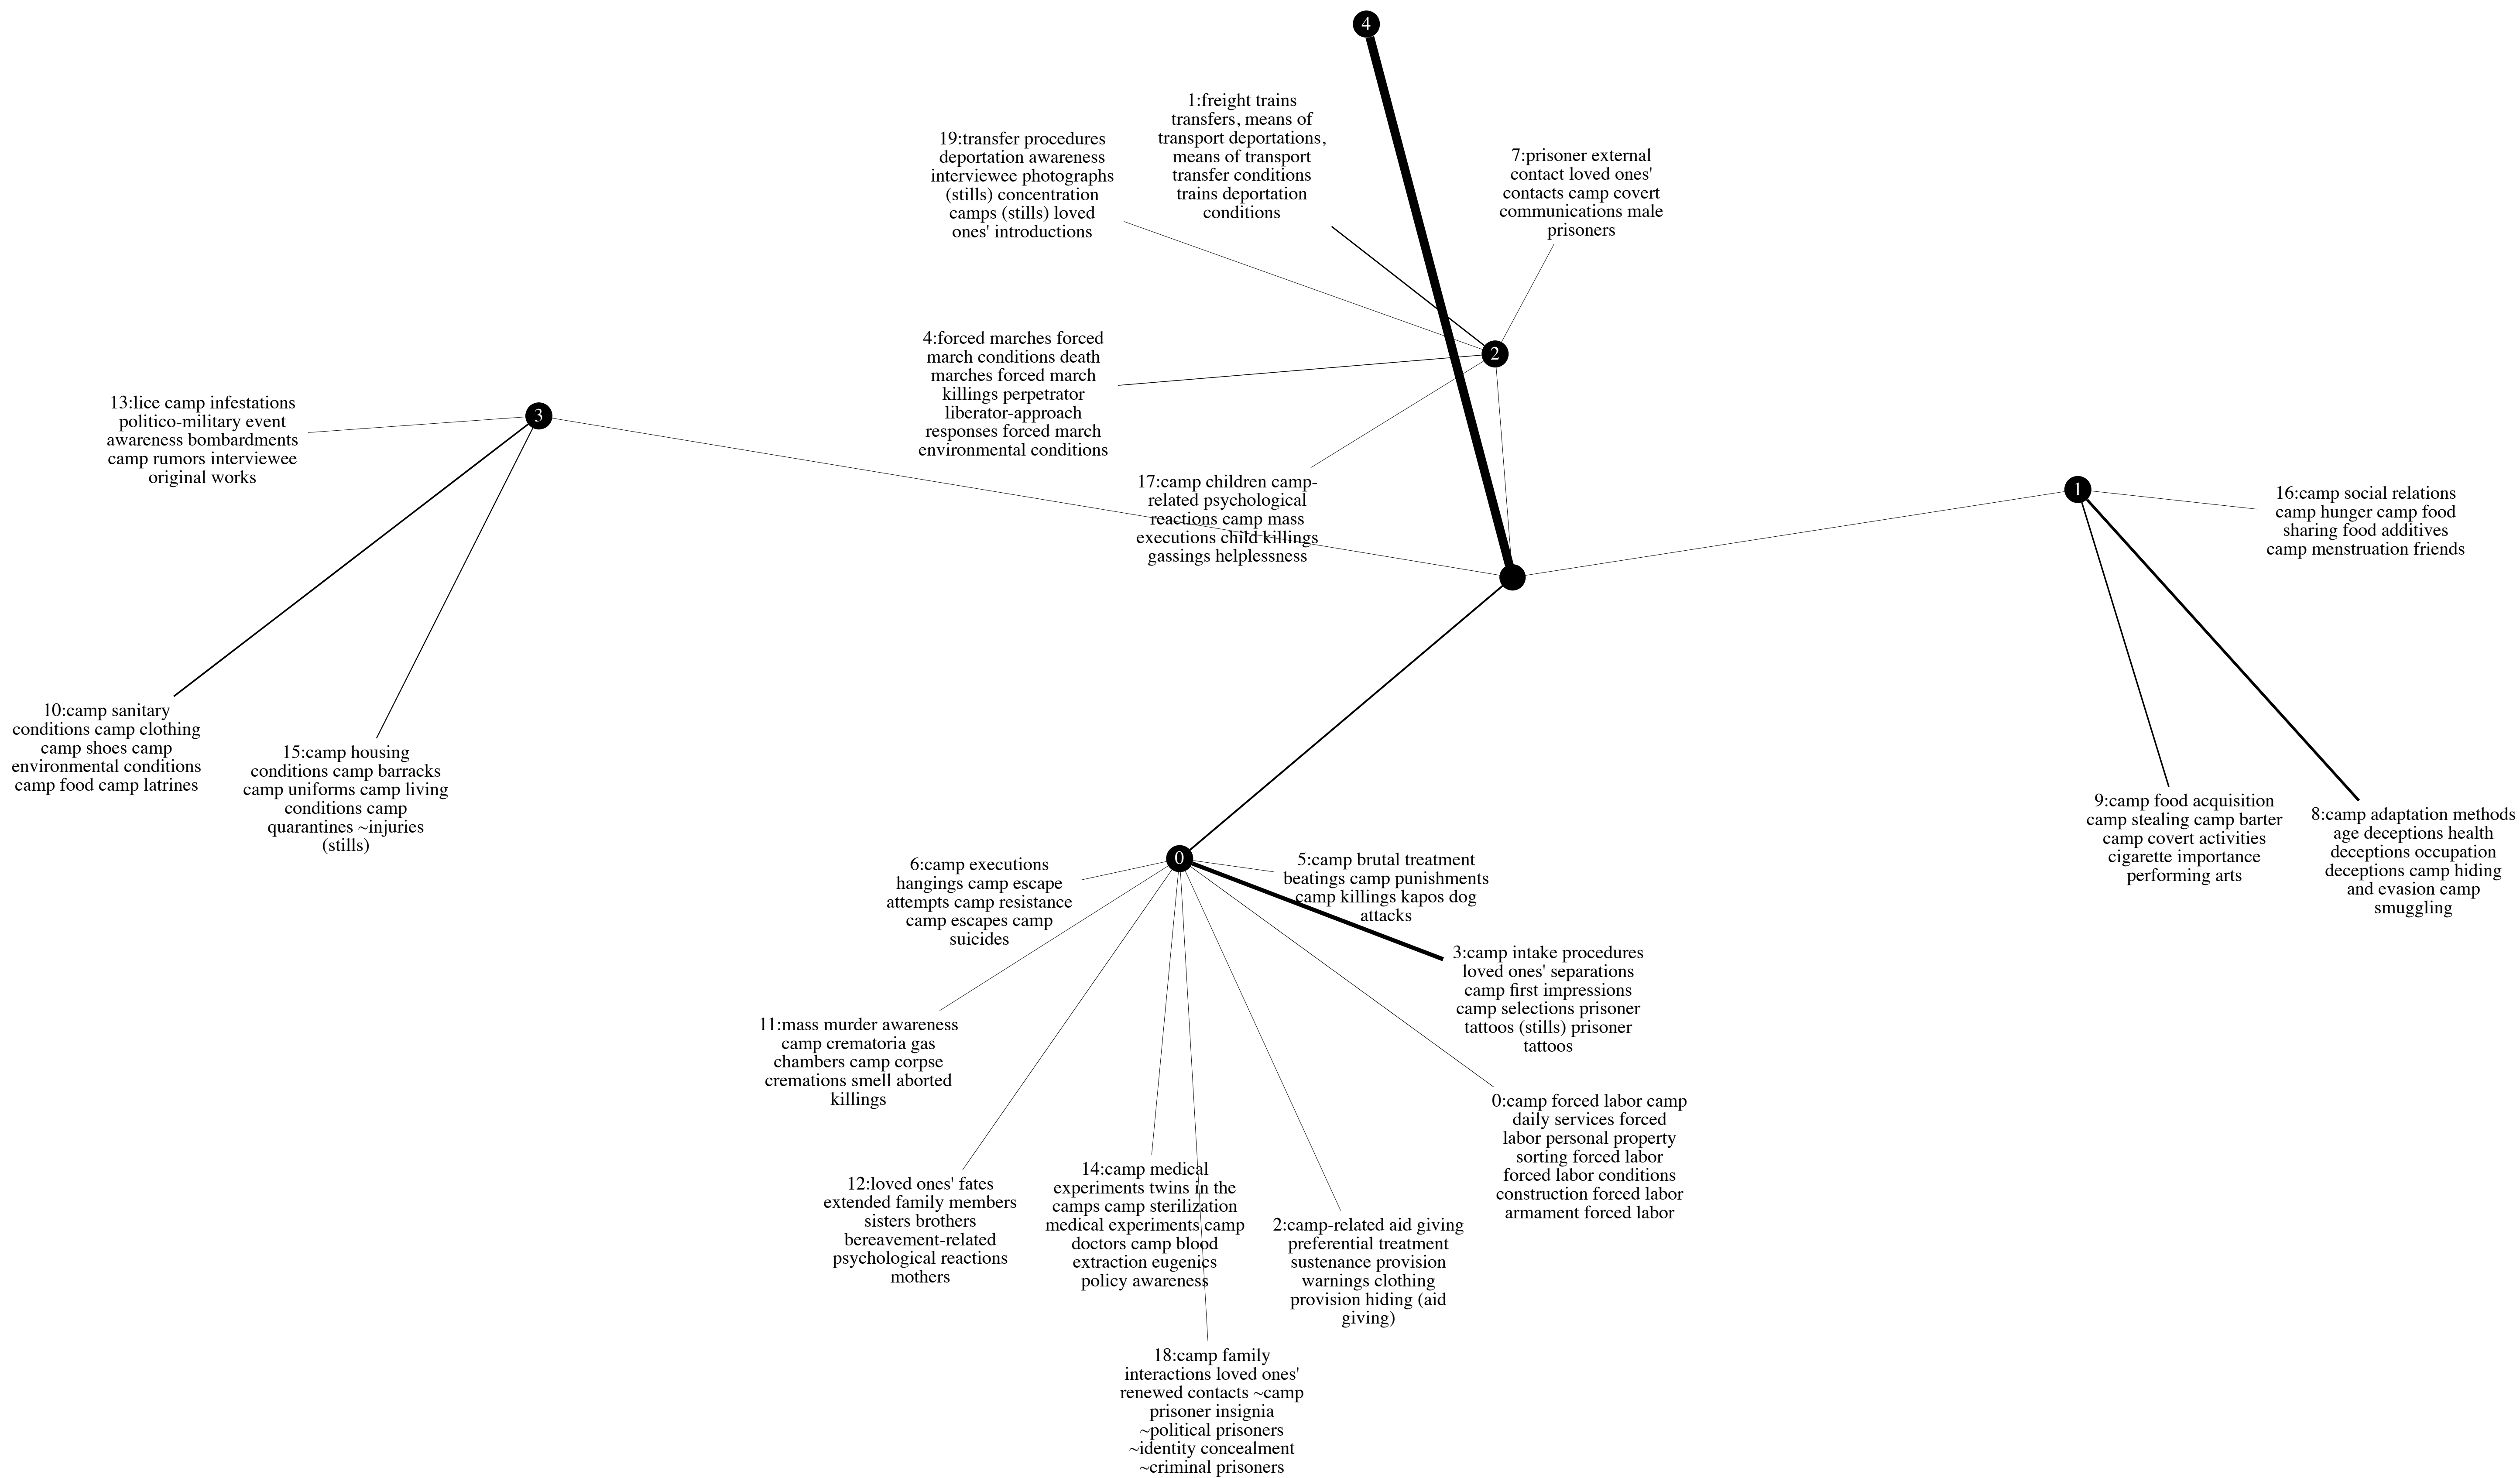 4
1:freight trains
transfers, means of
transport deportations,
means of transport
transfer conditions
trains deportation
conditions
19:transfer procedures
deportation awareness
interviewee photographs
(stills) concentration
camps (stills) loved
ones' introductions
7:prisoner external
contact loved ones'
contacts camp covert
communications male
prisoners
2
4:forced marches forced
march conditions death
marches forced march
killings perpetrator
liberator-approach
responses forced march
environmental conditions
13:lice camp infestations
politico-military event
awareness bombardments
camp rumors interviewee
original works
3
17:camp children camp-
related psychological
reactions camp mass
executions child killings
gassings helplessness
1
16:camp social relations
camp hunger camp food
sharing food additives
camp menstruation friends
10:camp sanitary
conditions camp clothing
camp shoes camp
environmental conditions
camp food camp latrines
15:camp housing
conditions camp barracks
camp uniforms camp living
conditions camp
quarantines ~injuries
(stills)
9:camp food acquisition
camp stealing camp barter
camp covert activities
cigarette importance
performing arts
8:camp adaptation methods
age deceptions health
deceptions occupation
deceptions camp hiding
and evasion camp
smuggling
0
6:camp executions
hangings camp escape
attempts camp resistance
camp escapes camp
suicides
5:camp brutal treatment
beatings camp punishments
camp killings kapos dog
attacks
3:camp intake procedures
loved ones' separations
camp first impressions
camp selections prisoner
tattoos (stills) prisoner
tattoos
11:mass murder awareness
camp crematoria gas
chambers camp corpse
cremations smell aborted
killings
0:camp forced labor camp
daily services forced
labor personal property
sorting forced labor
forced labor conditions
construction forced labor
armament forced labor
12:loved ones' fates
extended family members
sisters brothers
bereavement-related
psychological reactions
mothers
14:camp medical
experiments twins in the
camps camp sterilization
medical experiments camp
doctors camp blood
extraction eugenics
policy awareness
2:camp-related aid giving
preferential treatment
sustenance provision
warnings clothing
provision hiding (aid
giving)
18:camp family
interactions loved ones'
renewed contacts ~camp
prisoner insignia
~political prisoners
~identity concealment
~criminal prisoners